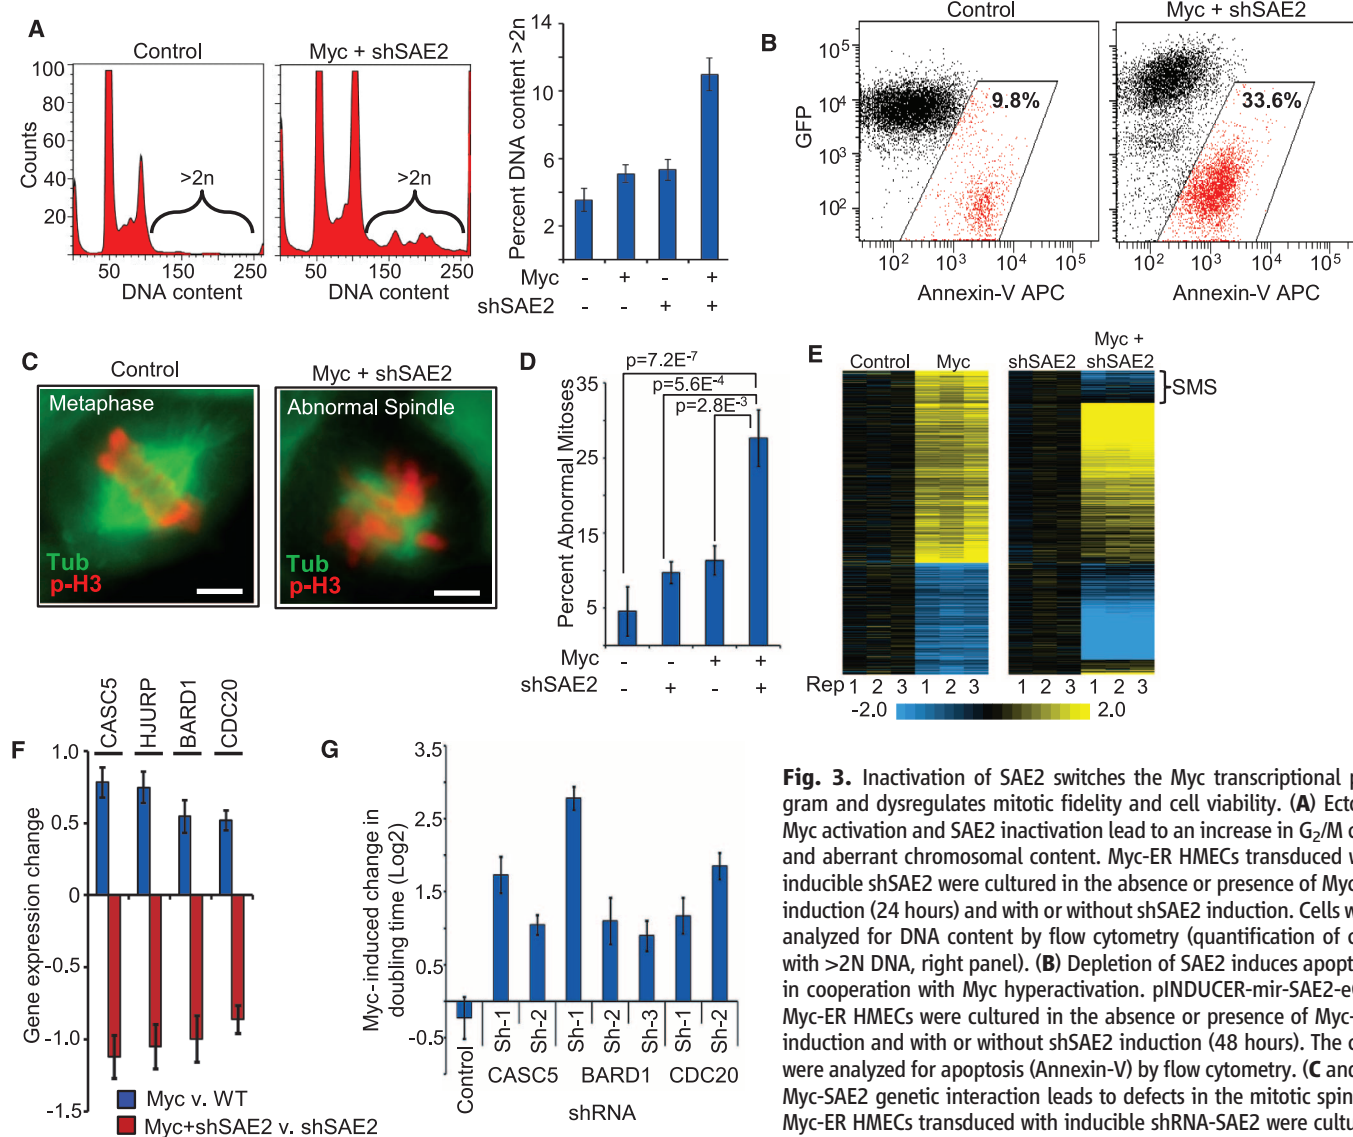 A
Control
Myc + shSAE2
Counts
100
80
60
40
20
>2n
>2n
50
150
250
50
150
250
DNA content
DNA content
Percent DNA content >2n
14
10
6
2
Myc - + - +
shSAE2 - - + +
B
Control
Myc + shSAE2
GFP
10^5
10^4
10^3
10^2
9.8%
33.6%
10^2 10^3 10^4 10^5
10^2 10^3 10^4 10^5
Annexin-V APC
Annexin-V APC
C
Control
Myc + shSAE2
Metaphase
Abnormal Spindle
Tub
p-H3
Tub
p-H3
D
p=7.2E^-7
p=5.6E^-4
p=2.8E^-3
Percent Abnormal Mitoses
35
25
15
5
Myc - - + +
shSAE2 - + - +
E
Control
Myc
shSAE2
Myc +
shSAE2
SMS
Rep 1 2 3 1 2 3 1 2 3 1 2 3
-2.0
2.0
F
CASC5
HJURP
BARD1
CDC20
Gene expression change
1.0
0.5
0
-0.5
-1.0
-1.5
Myc v. WT
Myc+shSAE2 v. shSAE2
G
Myc-induced change in
doubling time (Log2)
3.5
2.5
1.5
0.5
-0.5
Control
Sh-1
Sh-2
Sh-1
Sh-2
Sh-3
Sh-1
Sh-2
CASC5 BARD1 CDC20
shRNA
Fig. 3. Inactivation of SAE2 switches the Myc transcriptional p
gram and dysregulates mitotic fidelity and cell viability. (A) Ecto
Myc activation and SAE2 inactivation lead to an increase in G2/M c
and aberrant chromosomal content. Myc-ER HMECs transduced w
inducible shSAE2 were cultured in the absence or presence of Myc
induction (24 hours) and with or without shSAE2 induction. Cells w
analyzed for DNA content by flow cytometry (quantification of c
with >2N DNA, right panel). (B) Depletion of SAE2 induces apopt
in cooperation with Myc hyperactivation. pINDUCER-mir-SAE2-eG
Myc-ER HMECs were cultured in the absence or presence of Myc-
induction and with or without shSAE2 induction (48 hours). The c
were analyzed for apoptosis (Annexin-V) by flow cytometry. (C and
Myc-SAE2 genetic interaction leads to defects in the mitotic spin
Myc-ER HMECs transduced with inducible shRNA-SAE2 were cultu